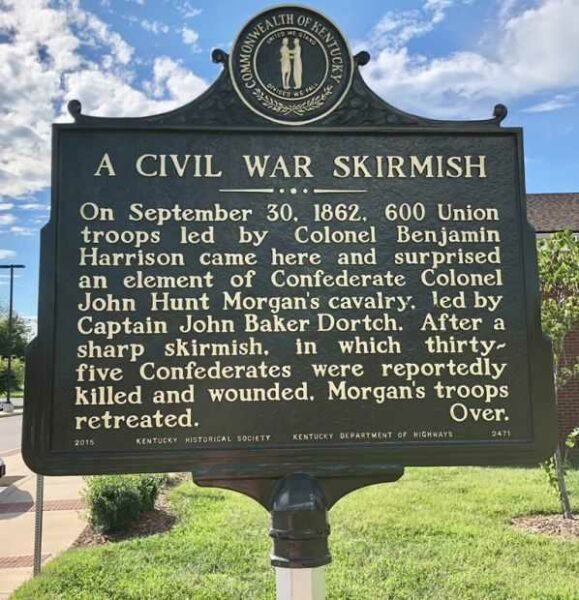 COMMONWEALTH OF KENTUCKY
UNITED WE STAND
DIVIDED WE FALL
A CIVIL WAR SKIRMISH
On September 30, 1862, 600 Union
troops led by Colonel Benjamin
Harrison came here and surprised
an element of Confederate Colonel
John Hunt Morgan's cavalry, led by
Captain John Baker Dortch. After a
sharp skirmish, in which thirty-
five Confederates were reportedly
killed and wounded, Morgan's troops
retreated. Over.
2015 KENTUCKY HISTORICAL SOCIETY KENTUCKY DEPARTMENT OF HIGHWAYS 2471